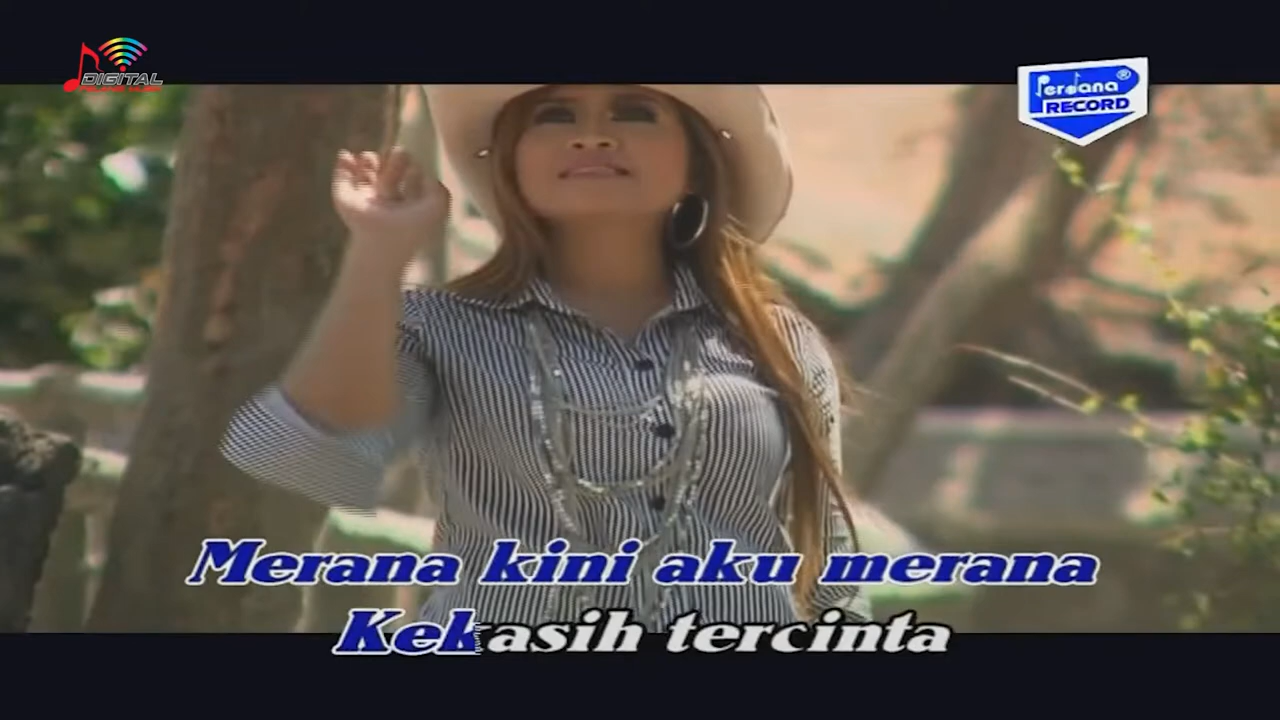 DIGITAL
Perdana®
RECORD
Merana kini aku merana
Kekasih tercinta